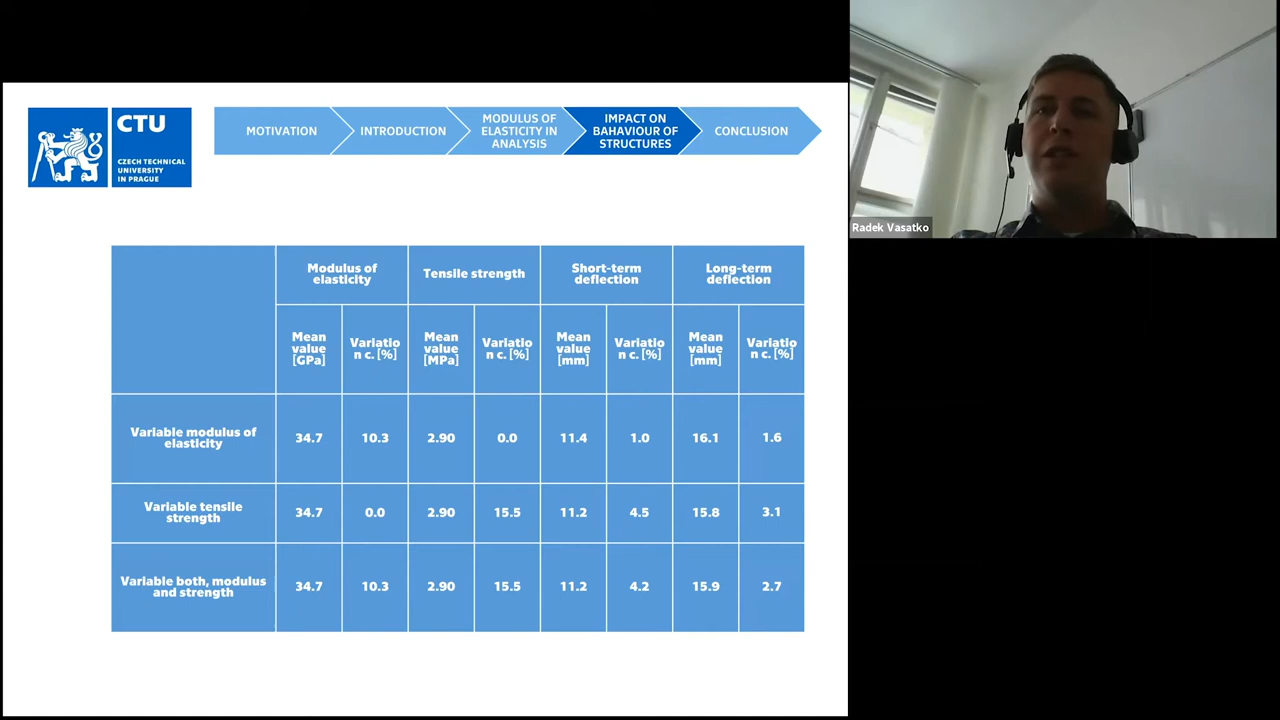 CTU
CZECH TECHNICAL
UNIVERSITY
IN PRAGUE
MOTIVATION
INTRODUCTION
MODULUS OF
ELASTICITY IN
ANALYSIS
IMPACT ON
BAHAVIOUR OF
STRUCTURES
CONCLUSION
Radek Vasatko
Modulus of
elasticity
Tensile strength
Short-term
deflection
Long-term
deflection
Mean
value
[GPa]
Variatio
n c. [%]
Mean
value
[MPa]
Variatio
n c. [%]
Mean
value
[mm]
Variatio
n c. [%]
Mean
value
[mm]
Variatio
n c. [%]
Variable modulus of
elasticity
34.7
10.3
2.90
0.0
11.4
1.0
16.1
1.6
Variable tensile
strength
34.7
0.0
2.90
15.5
11.2
4.5
15.8
3.1
Variable both, modulus
and strength
34.7
10.3
2.90
15.5
11.2
4.2
15.9
2.7